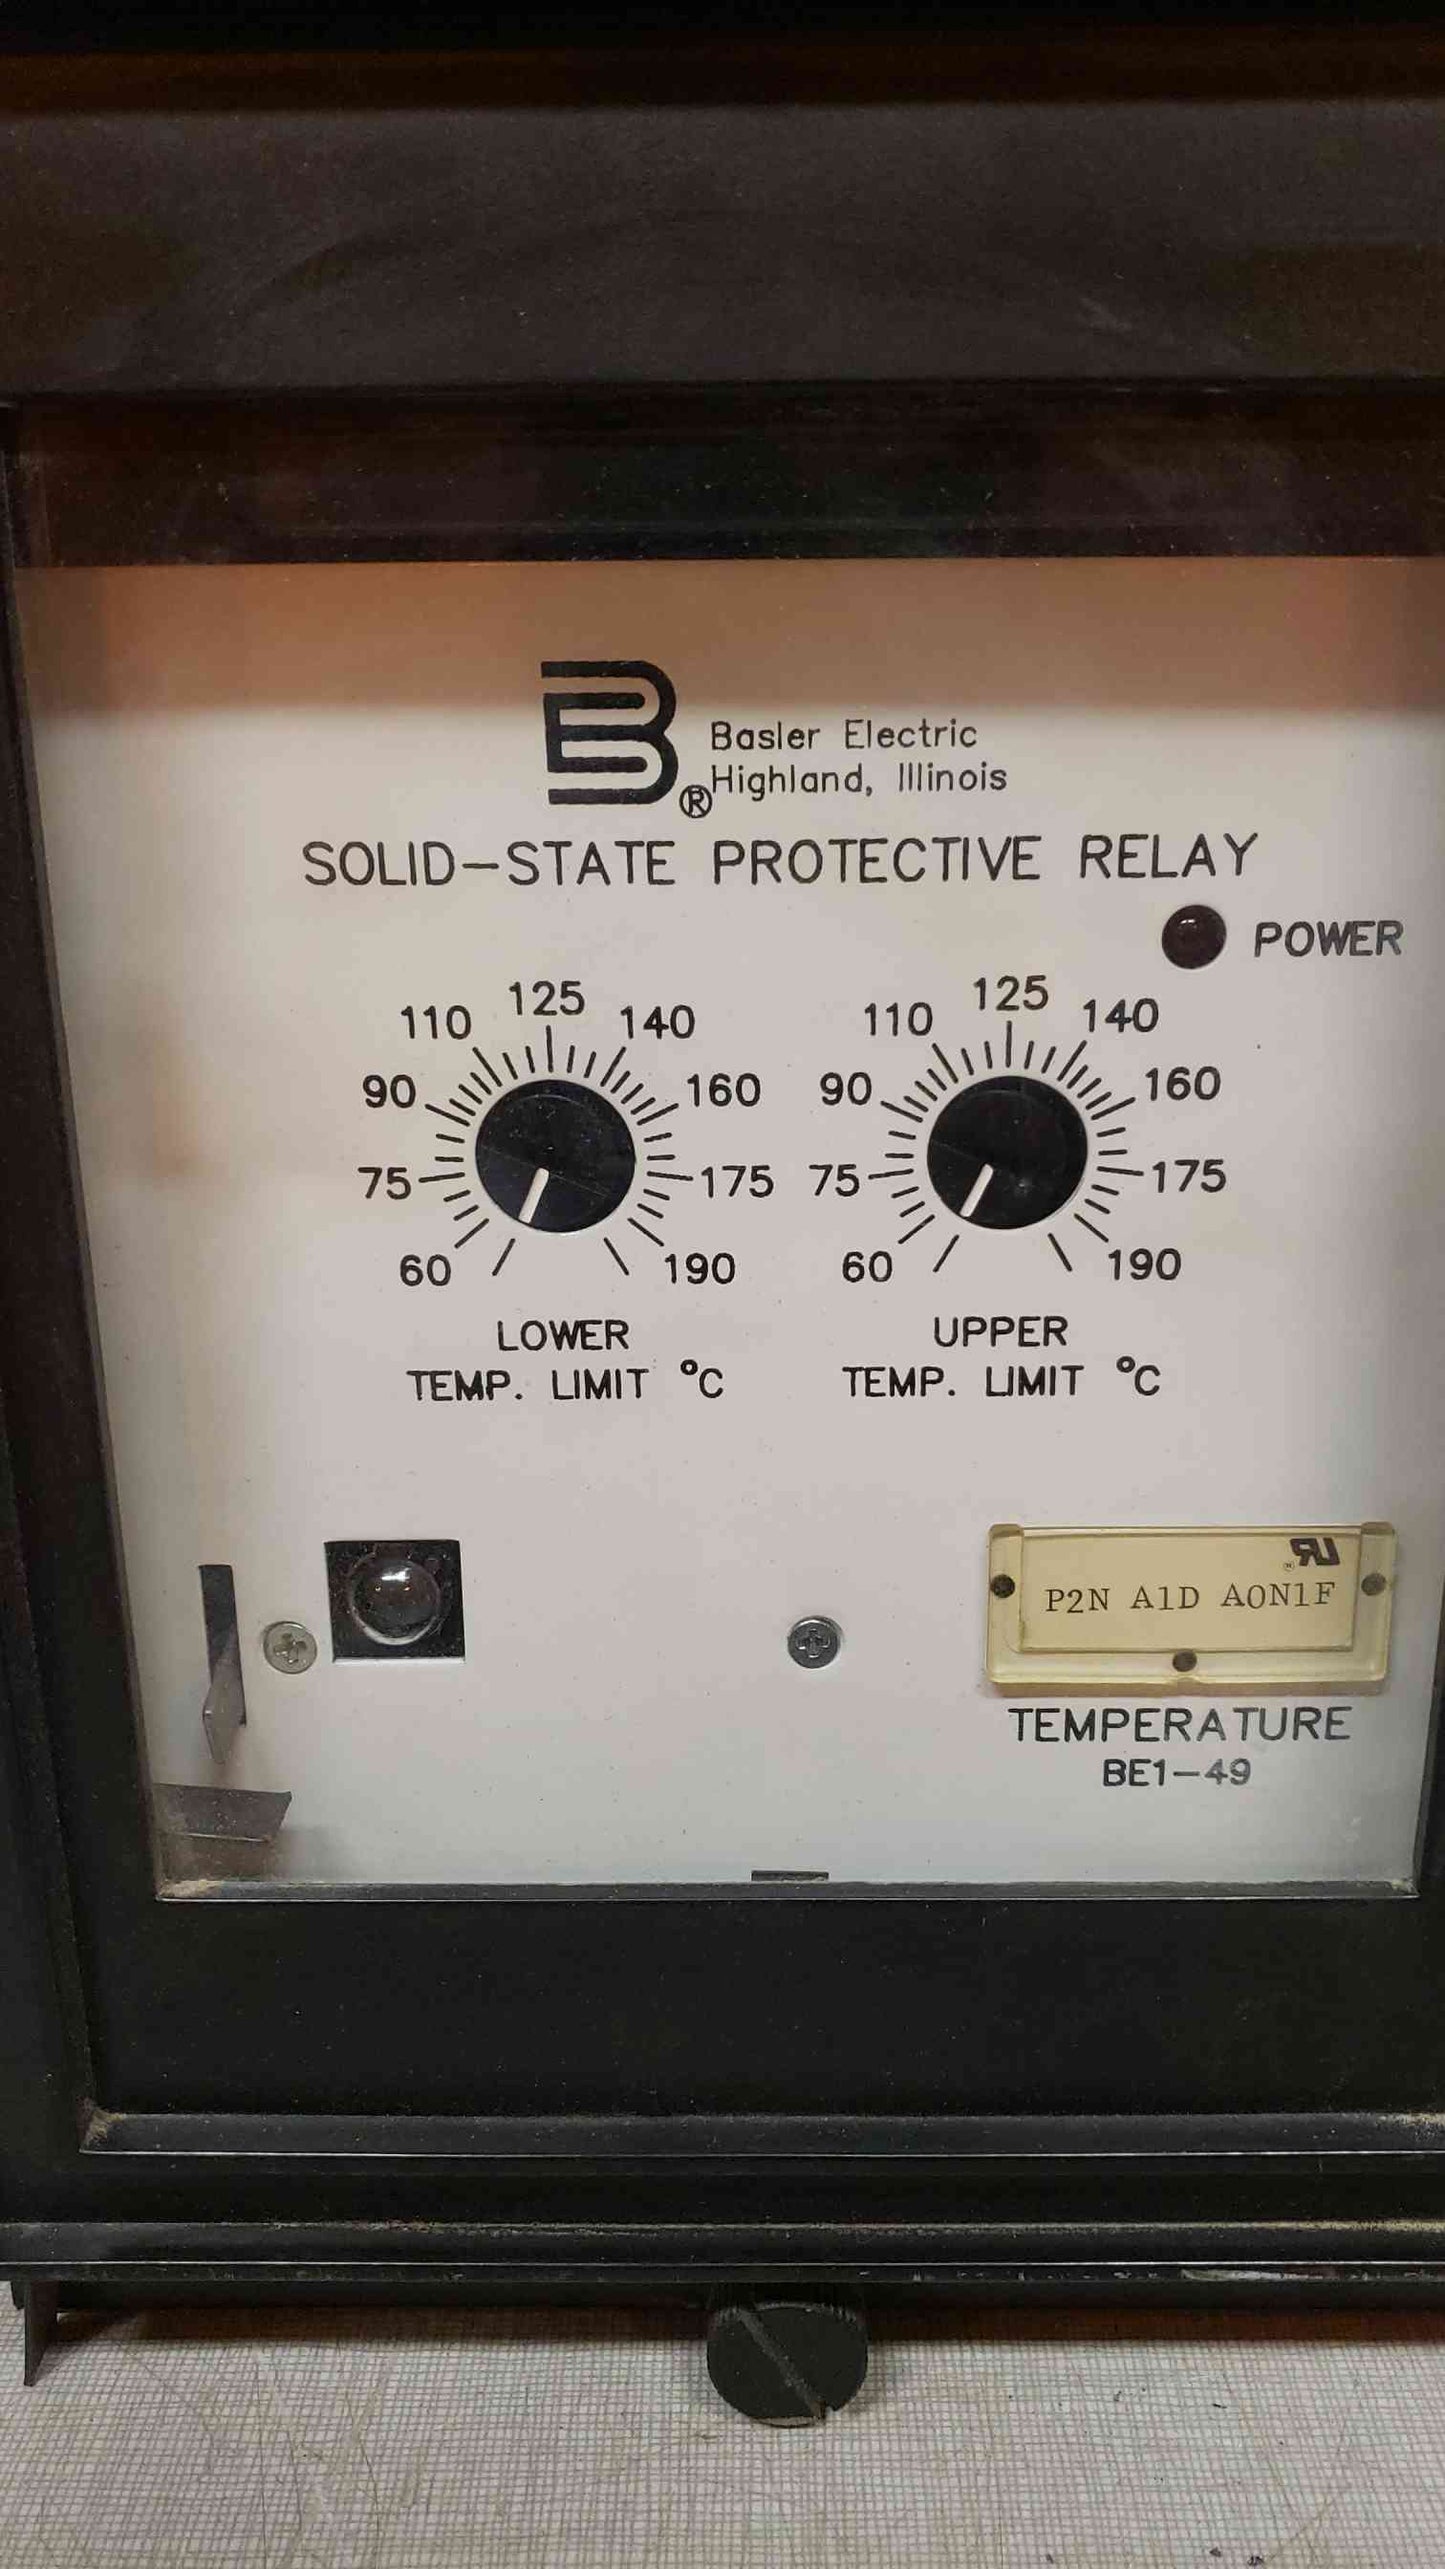 Basler Electric
Highland, Illinois
®
SOLID-STATE PROTECTIVE RELAY
POWER
125
110 140
90 160
75 175
60 190
LOWER
TEMP. LIMIT °C
125
110 140
90 160
75 175
60 190
UPPER
TEMP. LIMIT °C
UR®
P2N A1D A0N1F
TEMPERATURE
BE1-49